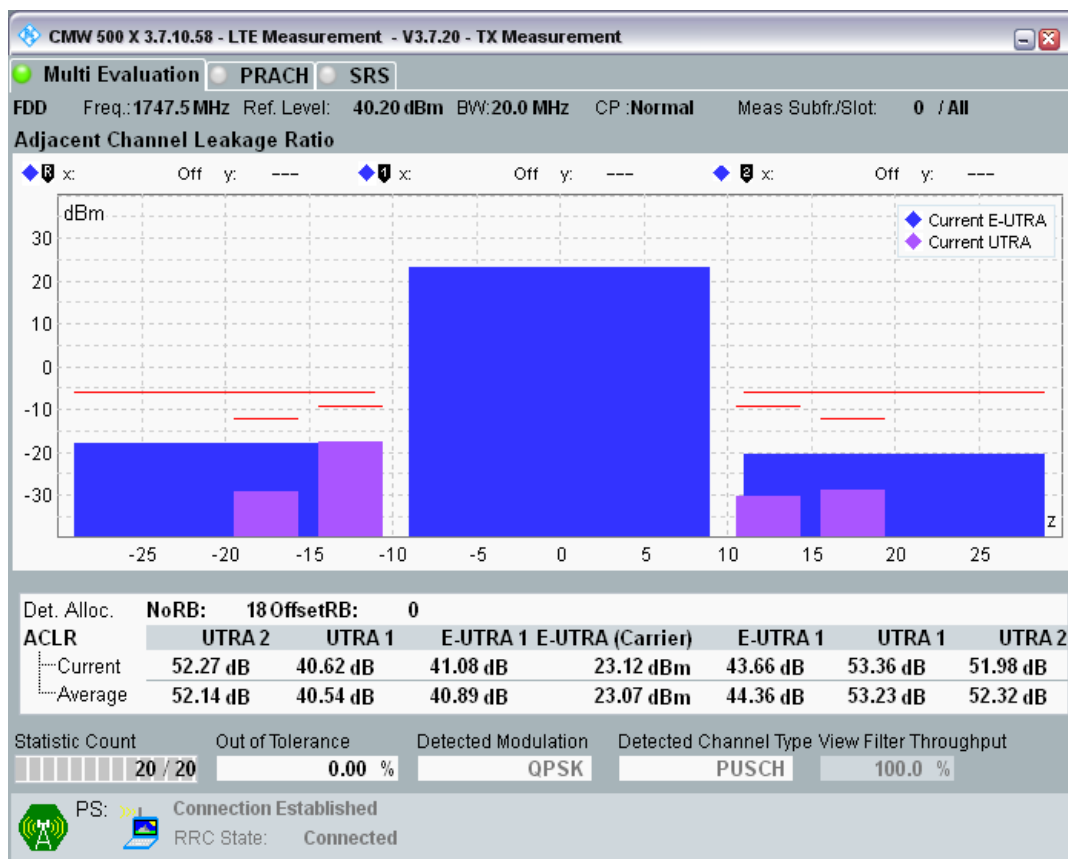 CMW 500 X 3.7.10.58 - LTE Measurement - V3.7.20 - TX Measurement
Multi Evaluation PRACH SRS
FDD Freq.:1747.5 MHz Ref. Level: 40.20 dBm BW:20.0 MHz CP :Normal Meas Subfr./Slot: 0 / All
Adjacent Channel Leakage Ratio
R x: Off y: --- 1 x: Off y: --- 2 x: Off y: ---
dBm
Current E-UTRA
Current UTRA
30
20
10
0
-10
-20
-30
z
-25 -20 -15 -10 -5 0 5 10 15 20 25
Det. Alloc. NoRB: 18 OffsetRB: 0
ACLR UTRA 2 UTRA 1 E-UTRA 1 E-UTRA (Carrier) E-UTRA 1 UTRA 1 UTRA 2
Current 52.27 dB 40.62 dB 41.08 dB 23.12 dBm 43.66 dB 53.36 dB 51.98 dB
Average 52.14 dB 40.54 dB 40.89 dB 23.07 dBm 44.36 dB 53.23 dB 52.32 dB
Statistic Count Out of Tolerance Detected Modulation Detected Channel Type View Filter Throughput
20 / 20 0.00 % QPSK PUSCH 100.0 %
PS: Connection Established
RRC State: Connected